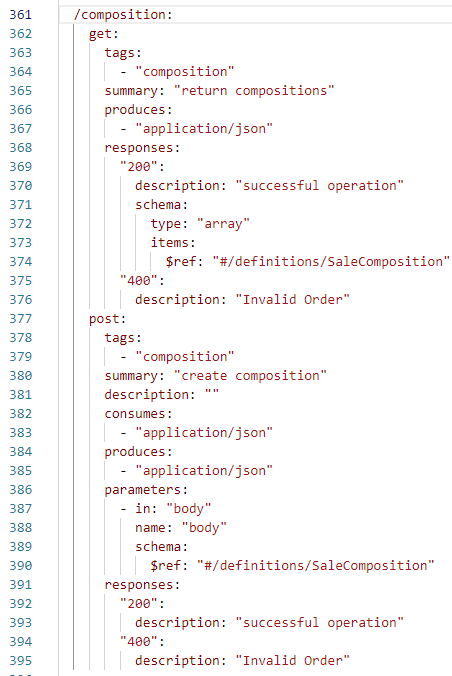 361 /composition:
362 get:
363 tags:
364 - "composition"
365 summary: "return compositions"
366 produces:
367 - "application/json"
368 responses:
369 "200":
370 description: "successful operation"
371 schema:
372 type: "array"
373 items:
374 $ref: "#/definitions/SaleComposition"
375 "400":
376 description: "Invalid Order"
377 post:
378 tags:
379 - "composition"
380 summary: "create composition"
381 description: ""
382 consumes:
383 - "application/json"
384 produces:
385 - "application/json"
386 parameters:
387 - in: "body"
388 name: "body"
389 schema:
390 $ref: "#/definitions/SaleComposition"
391 responses:
392 "200":
393 description: "successful operation"
394 "400":
395 description: "Invalid Order"